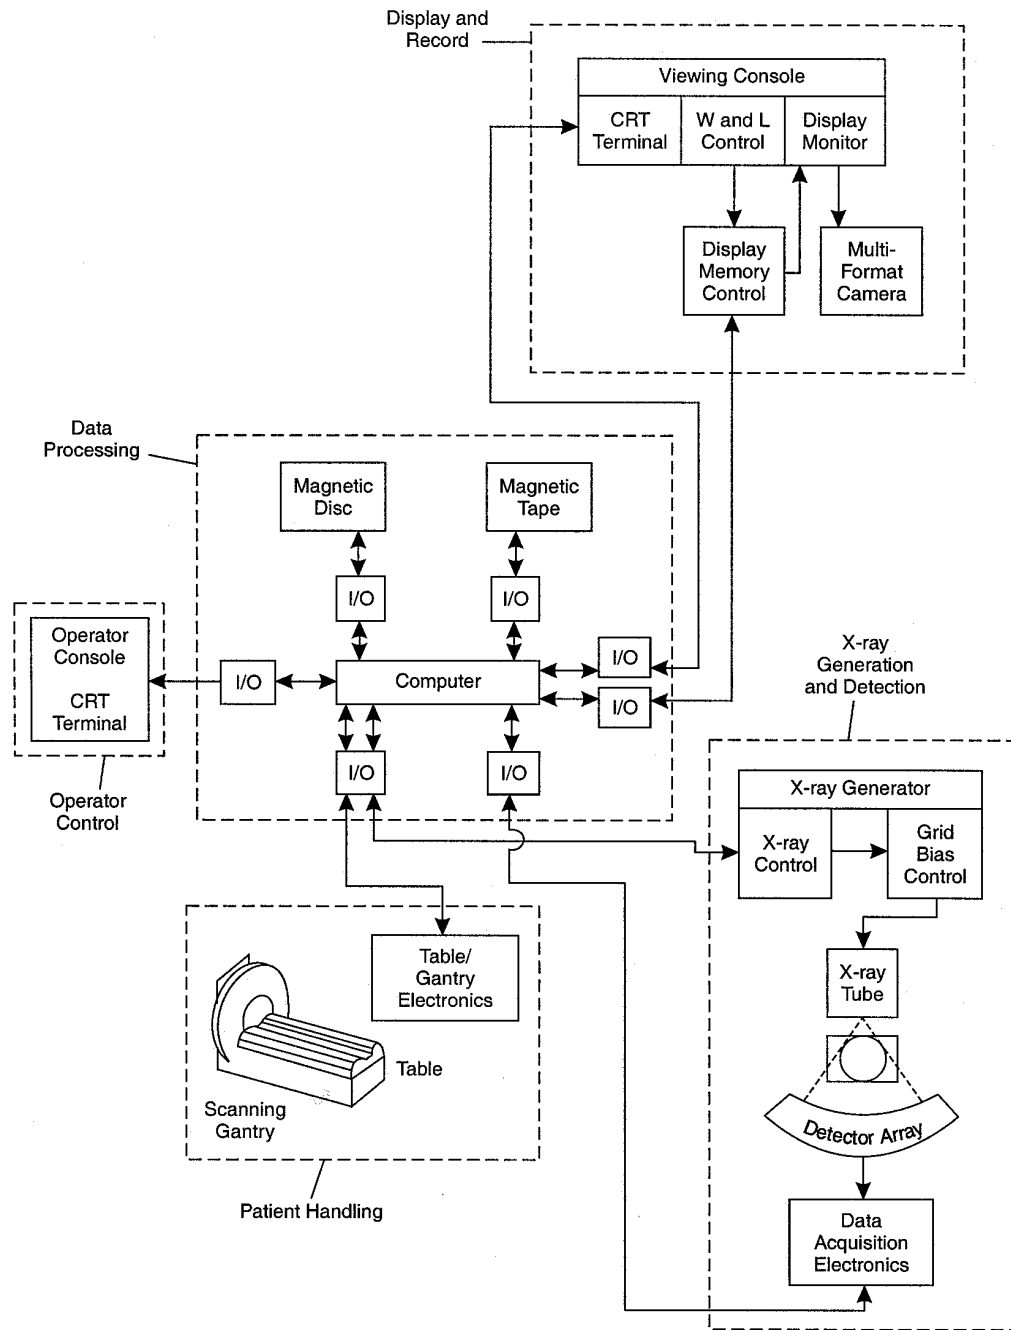 Display and
Record
Viewing Console
CRT
Terminal
W and L
Control
Display
Monitor
Display
Memory
Control
Multi-
Format
Camera
Data
Processing
Magnetic
Disc
Magnetic
Tape
I/O
I/O
Operator
Console
CRT
Terminal
I/O
Computer
I/O
I/O
I/O
I/O
Operator
Control
X-ray
Generation
and Detection
X-ray Generator
X-ray
Control
Grid
Bias
Control
Table/
Gantry
Electronics
Table
Scanning
Gantry
Patient Handling
X-ray
Tube
Detector Array
Data
Acquisition
Electronics